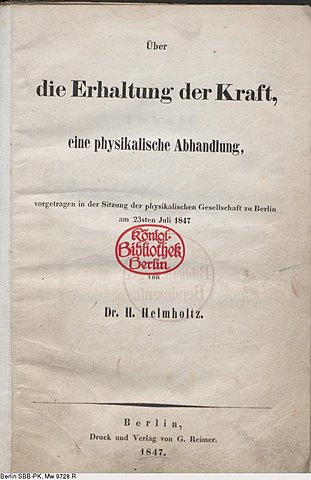 Über
die Erhaltung der Kraft,
eine physikalische Abhandlung,
vorgetragen in der Sitzung der physikalischen Gesellschaft zu Berlin
am 23sten Juli 1847
Königl.
Bibliothek
Berlin.
von
Dr. H. Helmholtz.
Berlin,
Druck und Verlag von G. Reimer.
1847.
Berlin SBB-PK, Mw 9728 R